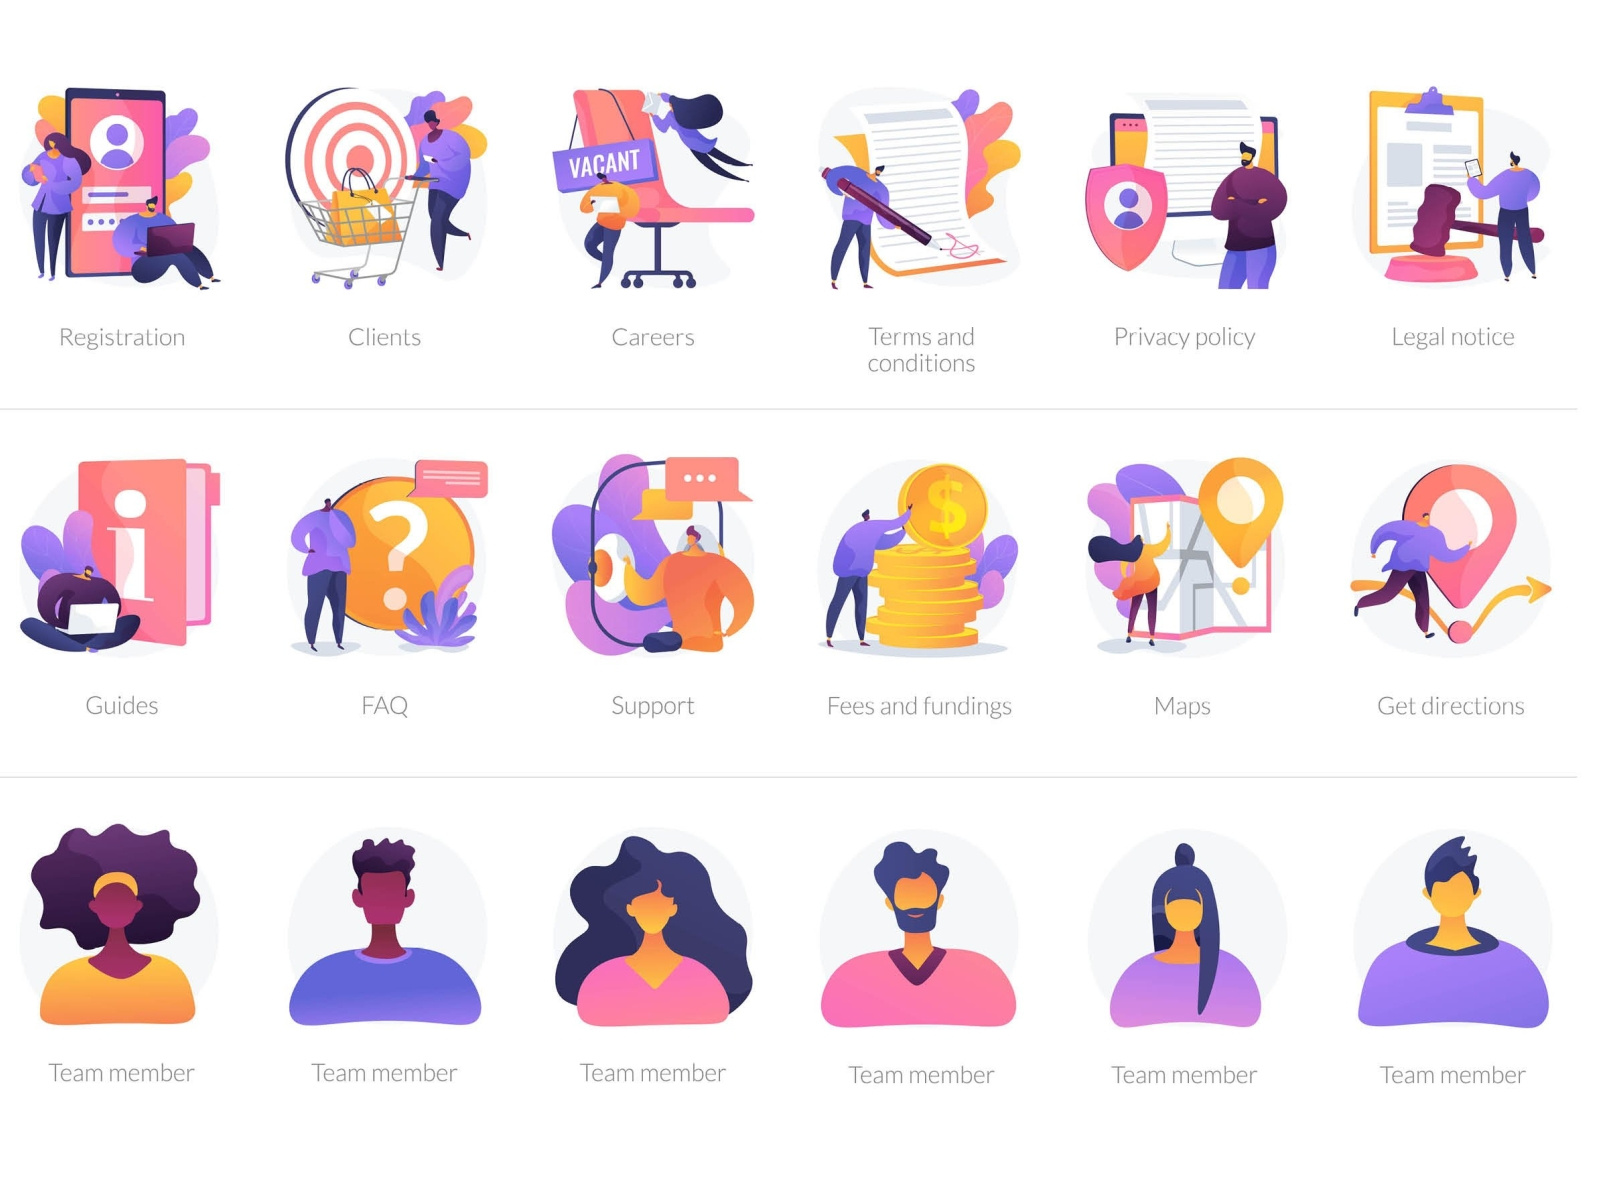 VACANT
Registration
Clients
Careers
Terms and
conditions
Privacy policy
Legal notice
i
?
$
Guides
FAQ
Support
Fees and fundings
Maps
Get directions
Team member
Team member
Team member
Team member
Team member
Team member